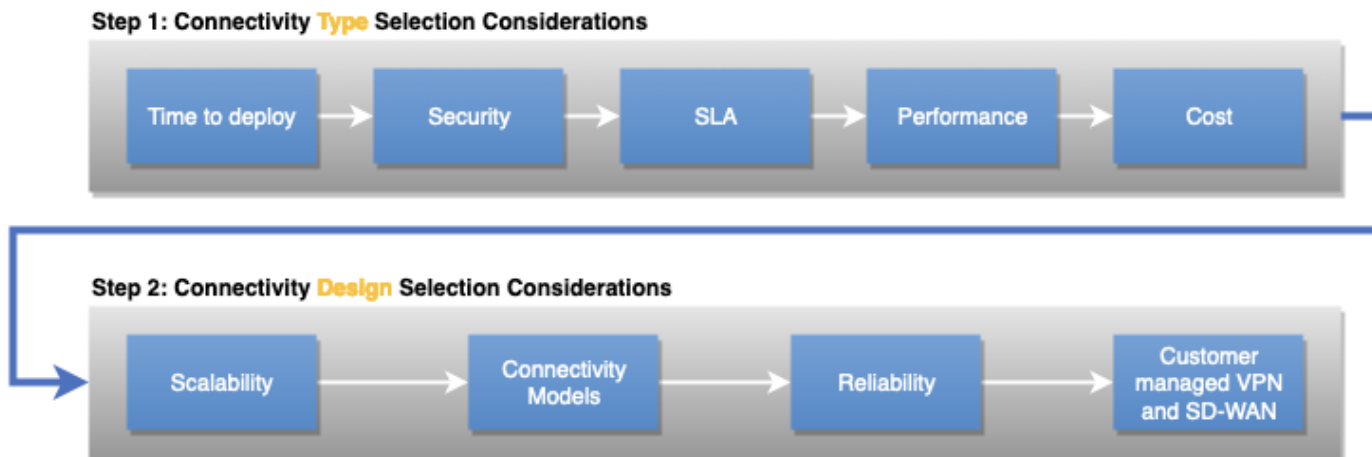 Step 1: Connectivity Type Selection Considerations
Time to deploy
Security
SLA
Performance
Cost
Step 2: Connectivity Design Selection Considerations
Scalability
Connectivity
Models
Reliability
Customer
managed VPN
and SD-WAN